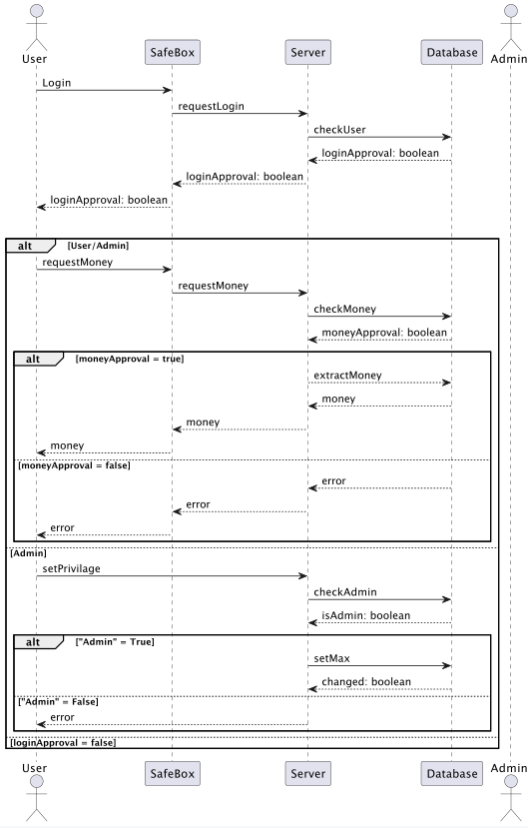 User SafeBox Server Database Admin
Login
requestLogin
checkUser
loginApproval: boolean
loginApproval: boolean
loginApproval: boolean
alt [User/Admin]
requestMoney
requestMoney
checkMoney
moneyApproval: boolean
alt [moneyApproval = true]
extractMoney
money
money
money
[moneyApproval = false]
error
error
error
[Admin]
setPrivilage
checkAdmin
isAdmin: boolean
alt ["Admin" = True]
setMax
changed: boolean
["Admin" = False]
error
[loginApproval = false]
User SafeBox Server Database Admin